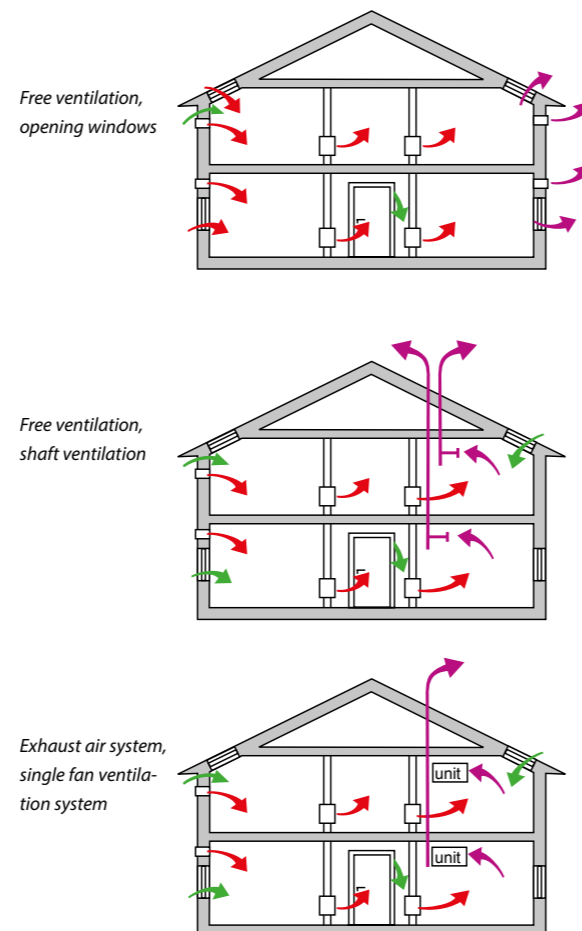 Free ventilation,
opening windows
Free ventilation,
shaft ventilation
Exhaust air system,
single fan ventila-
tion system
unit
unit